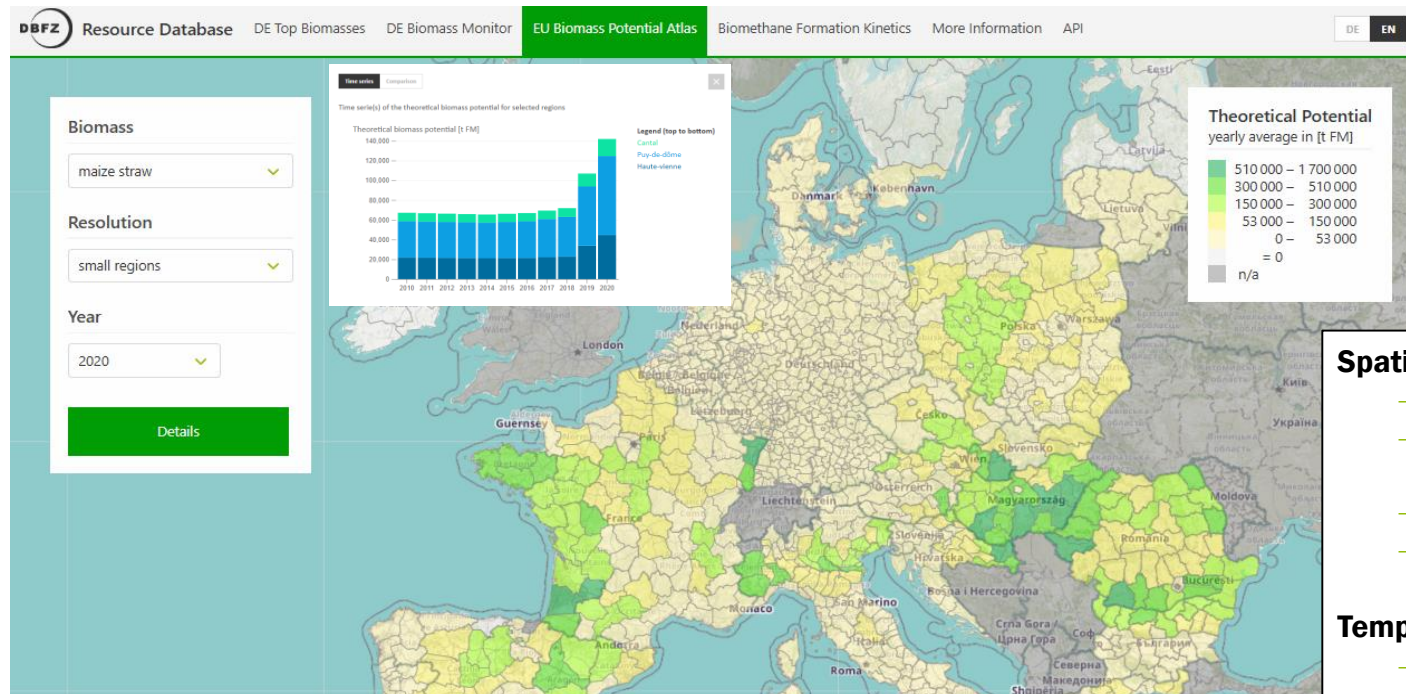 DBFZ Resource Database DE Top Biomasses DE Biomass Monitor EU Biomass Potential Atlas Biomethane Formation Kinetics More Information API DE EN
Biomass
maize straw
Resolution
small regions
Year
2020
Details
Time series Comparison
Time serie(s) of the theoretical biomass potential for selected regions
Theoretical biomass potential [t FM]
140,000
120,000
100,000
80,000
60,000
40,000
20,000
0
2010 2011 2012 2013 2014 2015 2016 2017 2018 2019 2020
Legend (top to bottom)
Cantal
Puy-de-dôme
Haute-vienne
Theoretical Potential
yearly average in [t FM]
510 000 – 1 700 000
300 000 – 510 000
150 000 – 300 000
53 000 – 150 000
0 – 53 000
= 0
n/a
Eesti
Latvija
Lietuva
Danmark
København
London
Nederland
Deutschland
Polska
Warszawa
Київ
Україна
Guernsey
Paris
Česko
Slovensko
Wien
Österreich
Liechtenstein
France
Magyarország
Moldova
Slovenija
Hrvatska
Romania
București
Bosna i Hercegovina
Monaco
San Marino
Italia
Crna Gora /
Црна Гора
България
Andorra
Roma
Северна
Македонија
Shqipëria
Spati
Temp